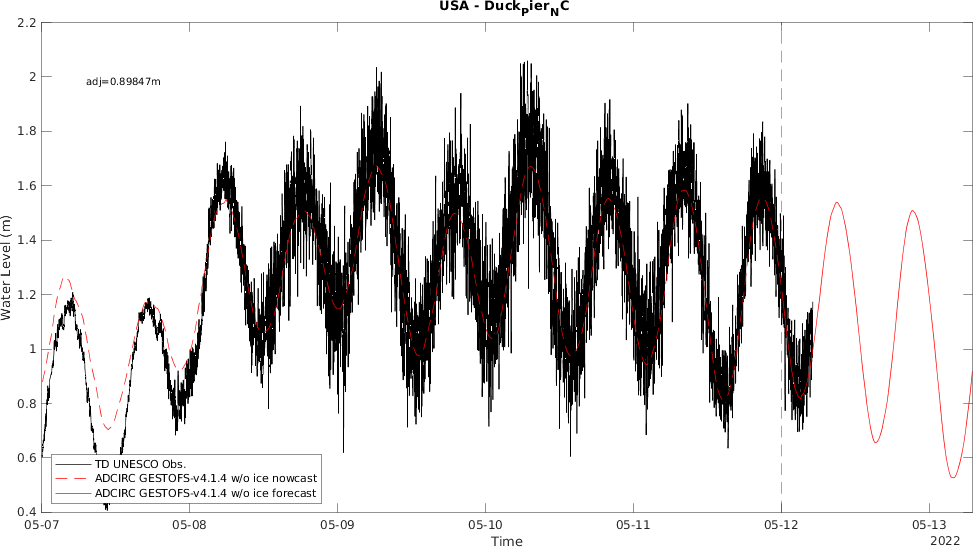 USA - Duck_Pier_NC
2.2
2
1.8
1.6
1.4
1.2
1
0.8
0.6
0.4
Water Level (m)
adj=0.89847m
TD UNESCO Obs.
ADCIRC GESTOFS-v4.1.4 w/o ice nowcast
ADCIRC GESTOFS-v4.1.4 w/o ice forecast
05-07 05-08 05-09 05-10 05-11 05-12 05-13
Time
2022